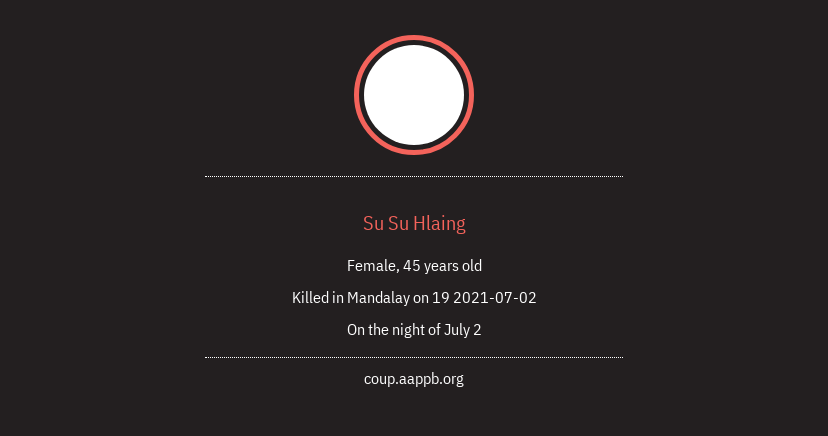 Su Su Hlaing
Female, 45 years old
Killed in Mandalay on 19 2021-07-02
On the night of July 2
coup.aappb.org